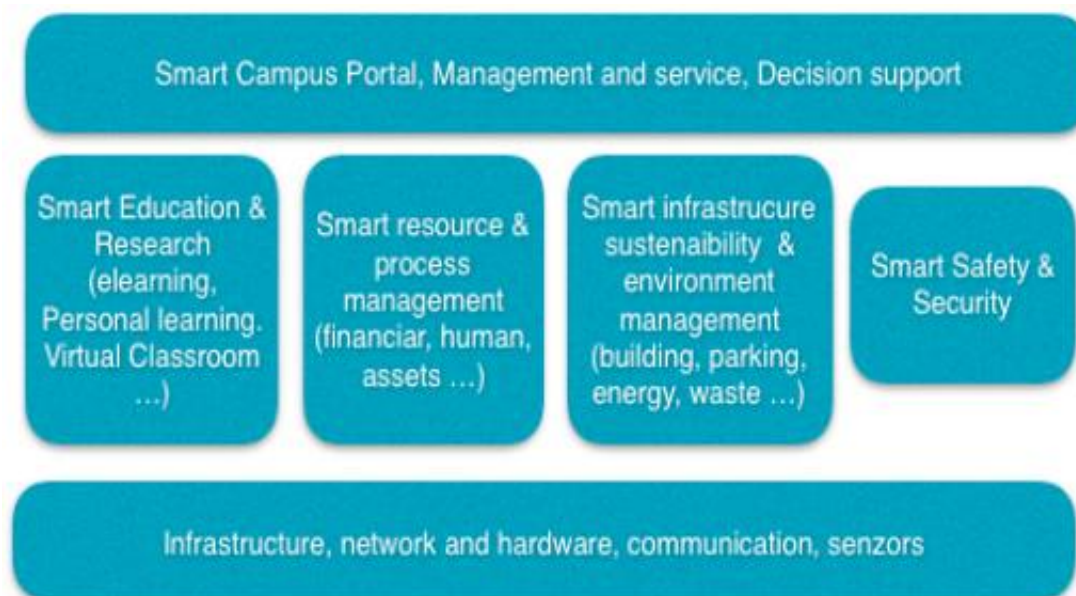 Smart Campus Portal, Management and service, Decision support
Smart Education &
Research
(elearning,
Personal learning.
Virtual Classroom
...)
Smart resource &
process
management
(financiar, human,
assets ...)
Smart infrastrucure
sustenaibility &
environment
management
(building, parking,
energy, waste ...)
Smart Safety &
Security
Infrastructure, network and hardware, communication, senzors